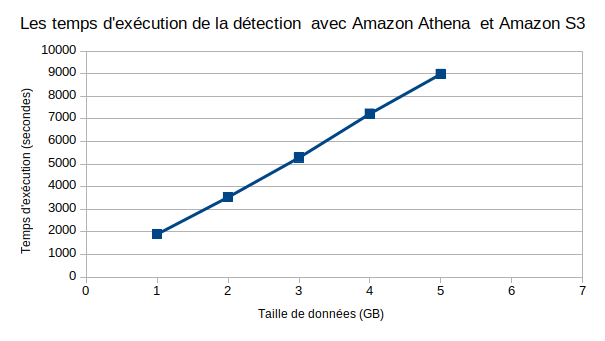 Les temps d'exécution de la détection  avec Amazon Athena  et Amazon S3
Temps d'exécution (secondes)
10000
9000
8000
7000
6000
5000
4000
3000
2000
1000
0
0 1 2 3 4 5 6 7
Taille de données (GB)